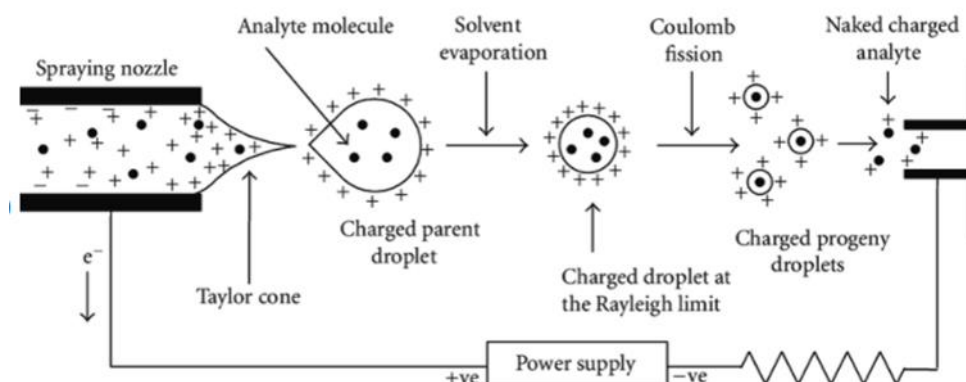 Analyte molecule
Solvent
evaporation
Coulomb
fission
Naked charged
analyte
Spraying nozzle
Charged parent
droplet
Charged progeny
droplets
e⁻
Taylor cone
Charged droplet at
the Rayleigh limit
+ve
Power supply
−ve